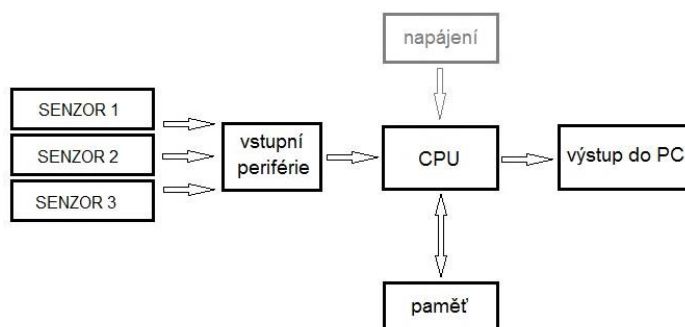 napájení
SENZOR 1
SENZOR 2
SENZOR 3
vstupní
periférie
CPU
výstup do PC
paměť